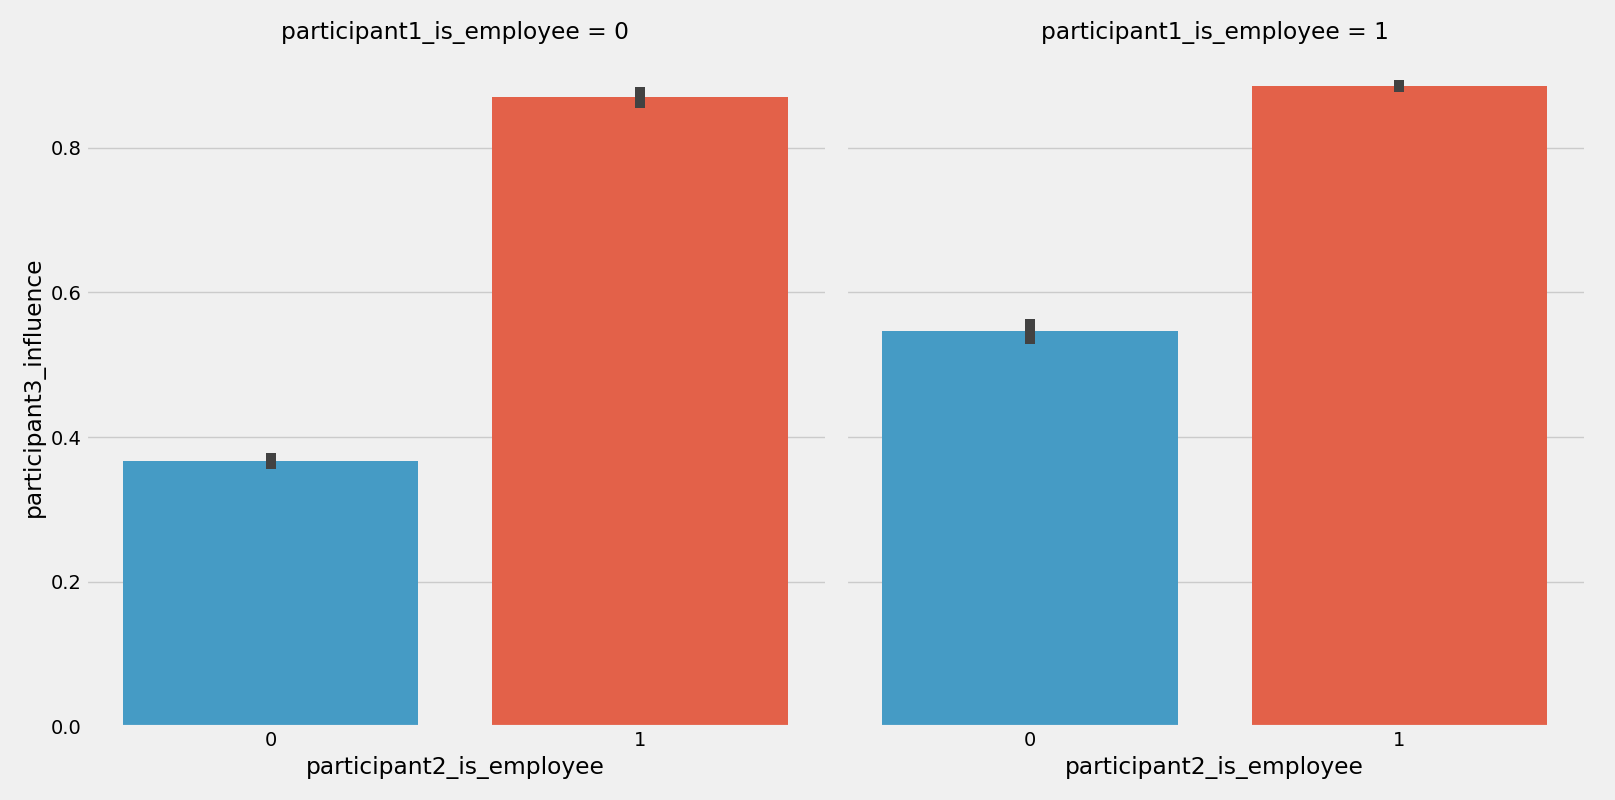 participant1_is_employee = 0
participant1_is_employee = 1
participant3_influence
0.8
0.6
0.4
0.2
0.0
0
1
0
1
participant2_is_employee
participant2_is_employee